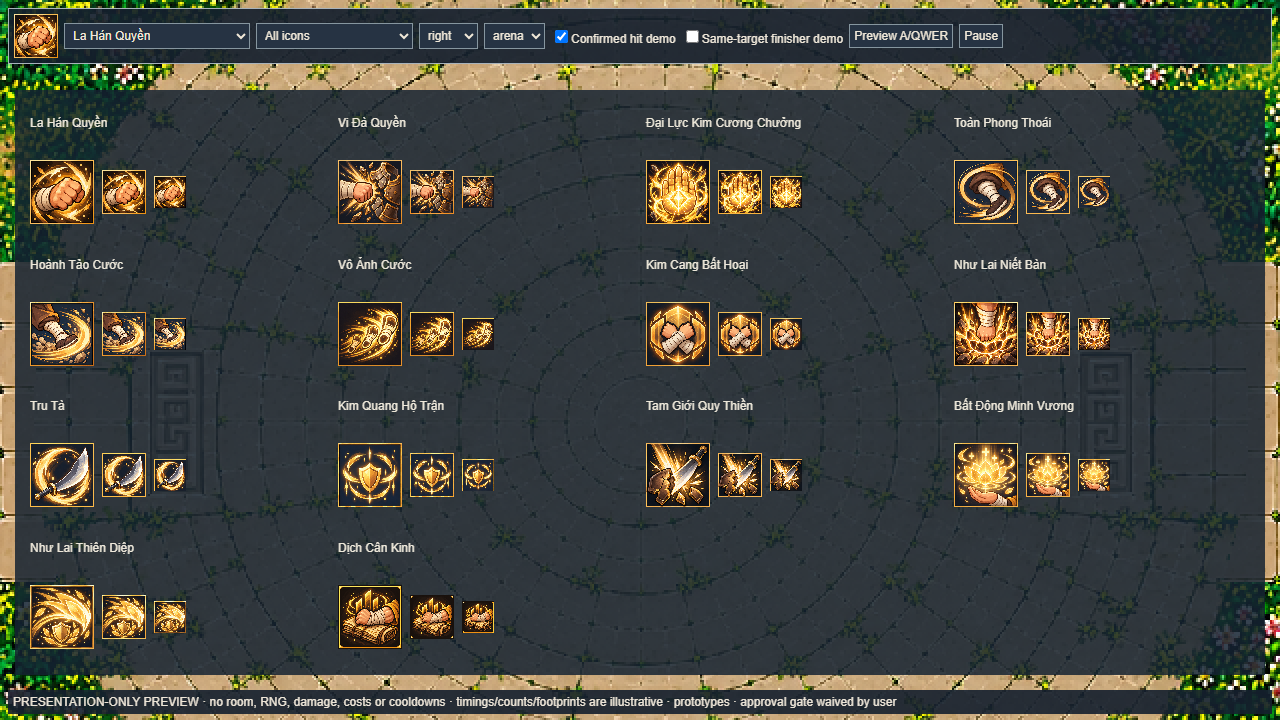 La Hán Quyền All icons right arena Confirmed hit demo Same-target finisher demo Preview A/QWER Pause
La Hán Quyền Vi Đà Quyền Đại Lực Kim Cương Chưởng Toàn Phong Thoái
Hoành Tảo Cước Vô Ảnh Cước Kim Cang Bất Hoại Như Lai Niết Bàn
Tru Tà Kim Quang Hộ Trận Tam Giới Quy Thiền Bất Động Minh Vương
Như Lai Thiên Diệp Dịch Cân Kinh
PRESENTATION-ONLY PREVIEW · no room, RNG, damage, costs or cooldowns · timings/counts/footprints are illustrative · prototypes · approval gate waived by user